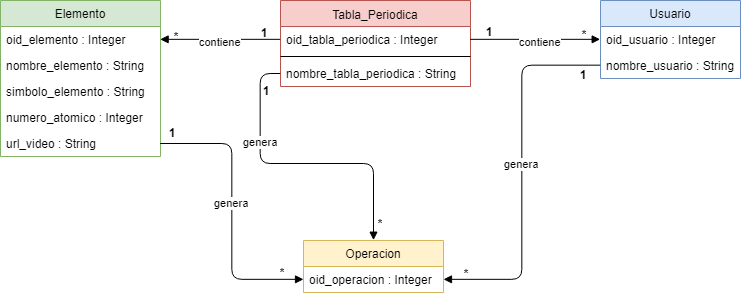 Elemento
oid_elemento : Integer
nombre_elemento : String
simbolo_elemento : String
numero_atomico : Integer
url_video : String
* contiene 1
Tabla_Periodica
oid_tabla_periodica : Integer
nombre_tabla_periodica : String
1 contiene *
Usuario
oid_usuario : Integer
nombre_usuario : String
1
1
1
genera
genera
genera
*
*
*
Operacion
oid_operacion : Integer